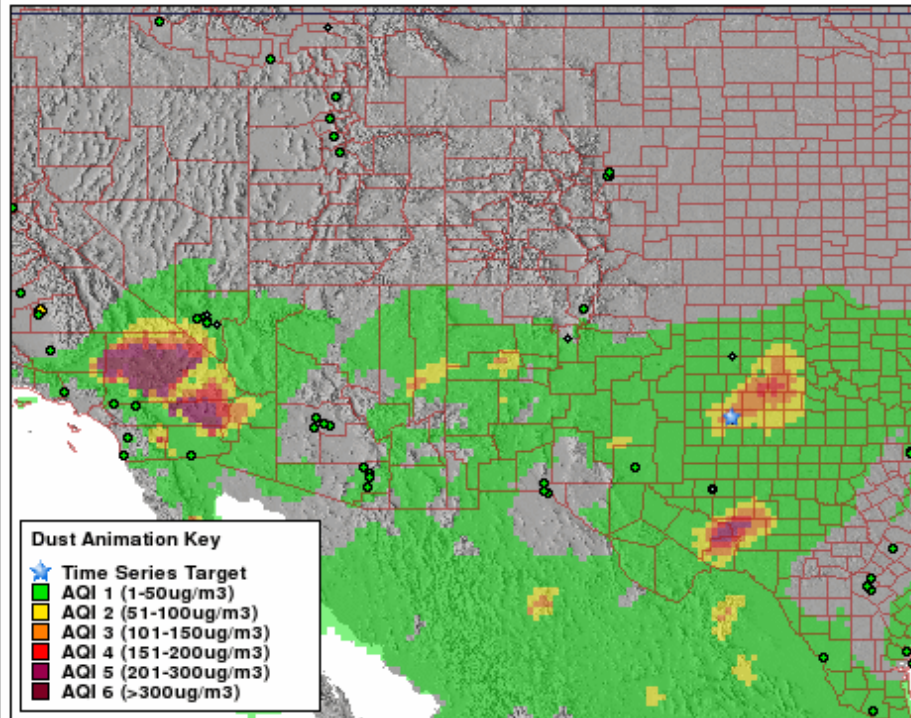 Dust Animation Key
Time Series Target
AQI 1 (1-50ug/m3)
AQI 2 (51-100ug/m3)
AQI 3 (101-150ug/m3)
AQI 4 (151-200ug/m3)
AQI 5 (201-300ug/m3)
AQI 6 (>300ug/m3)